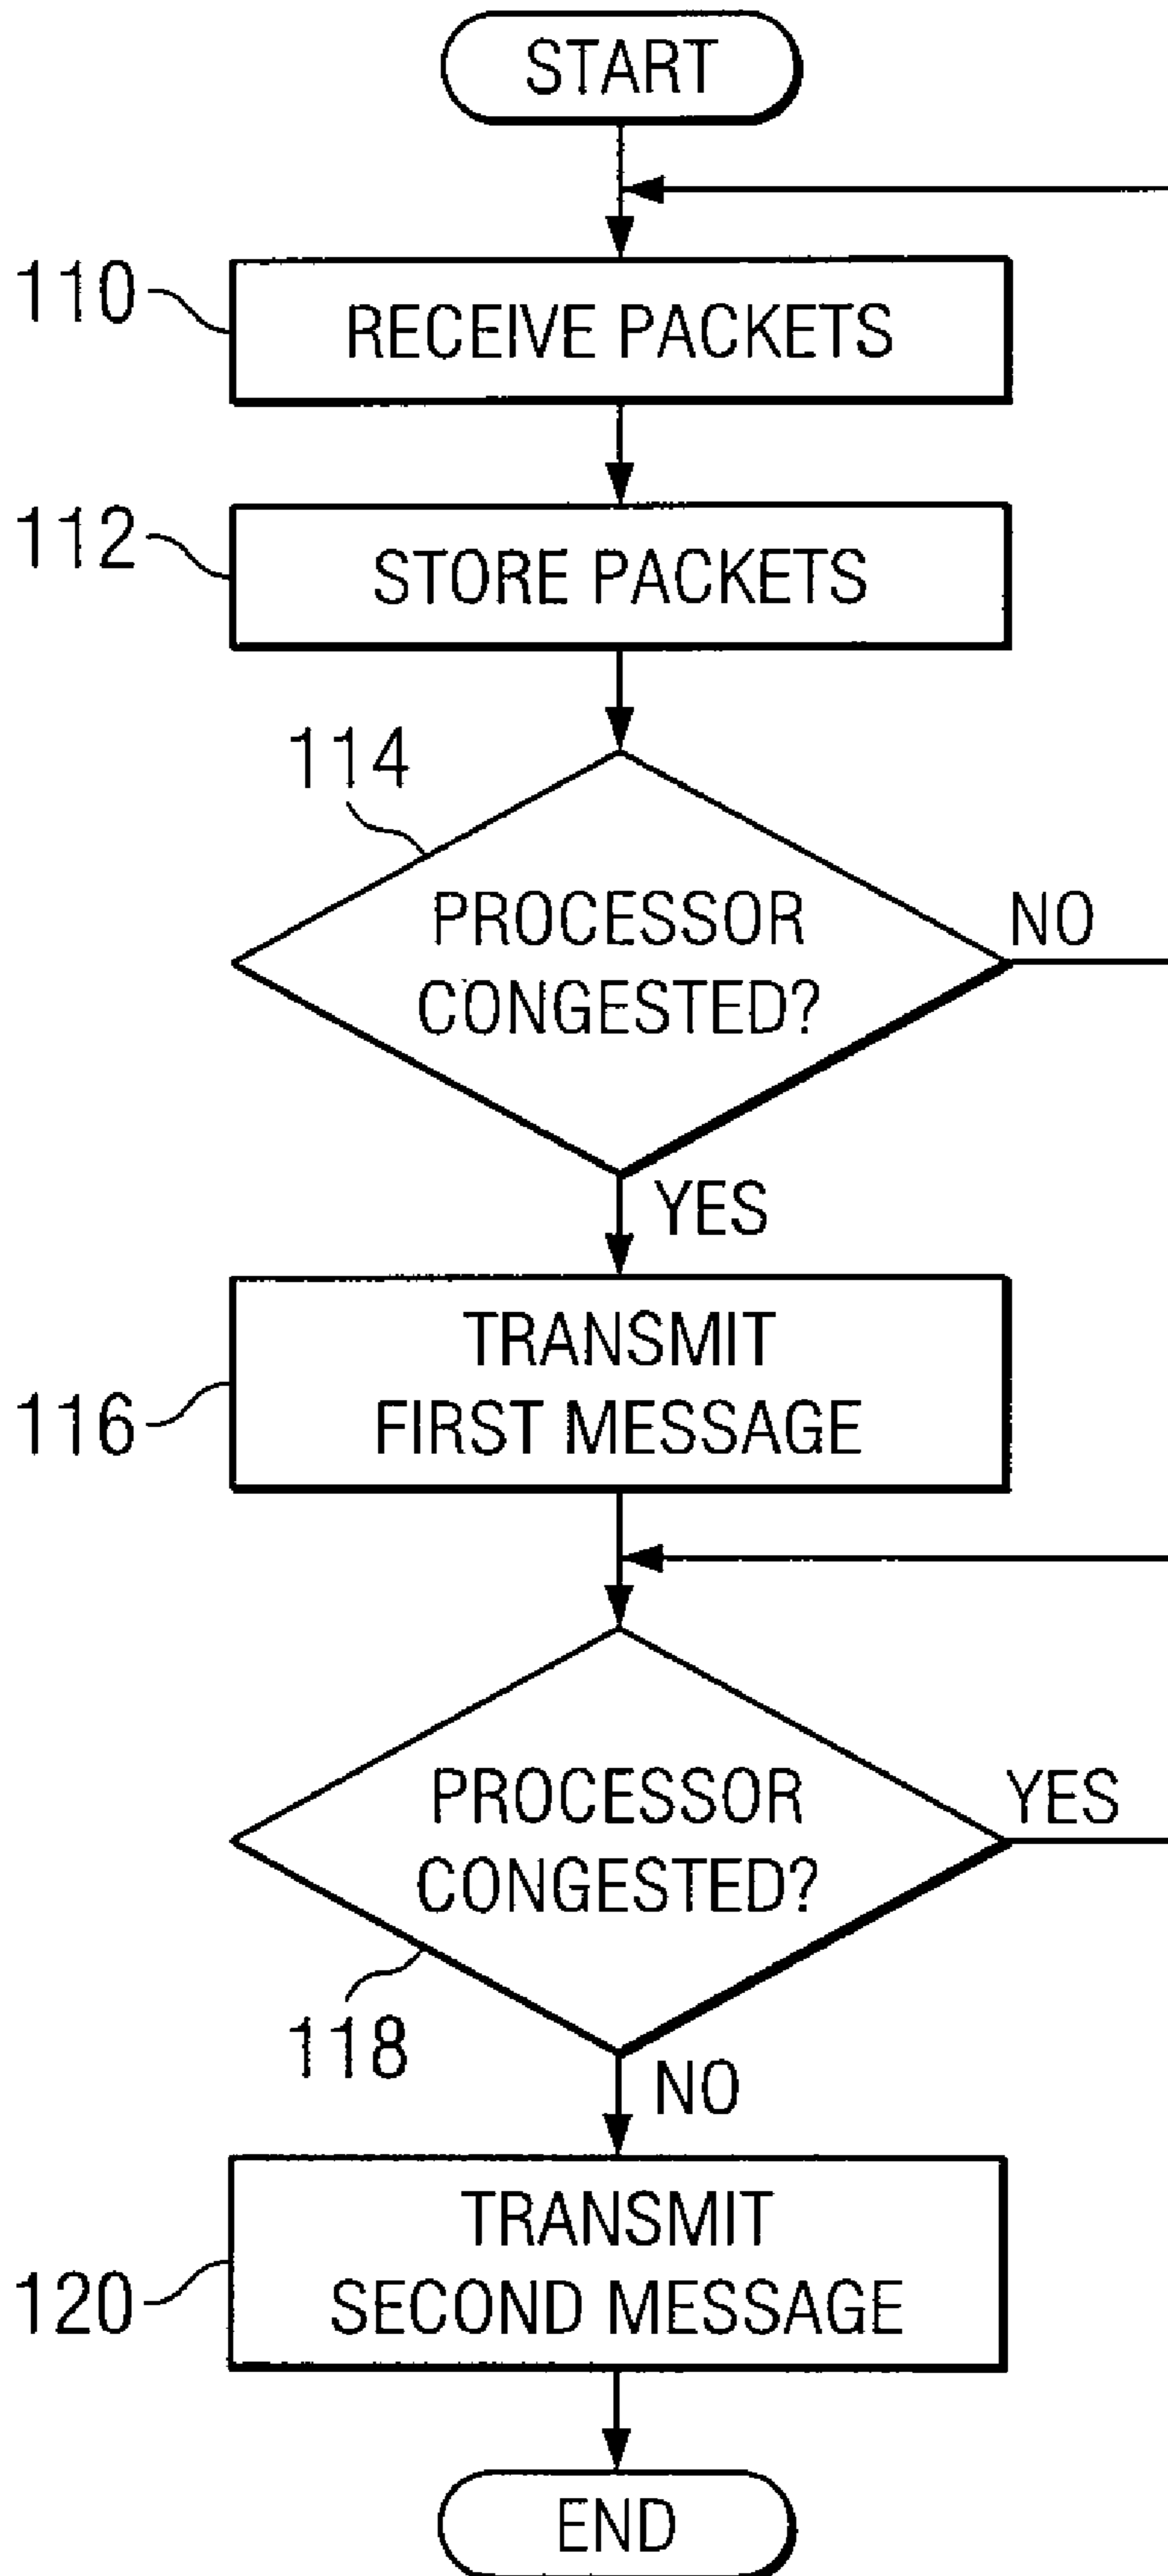 START
110
RECEIVE PACKETS
112
STORE PACKETS
114
PROCESSOR
CONGESTED?
NO
YES
TRANSMIT
FIRST MESSAGE
116
PROCESSOR
CONGESTED?
YES
118
NO
TRANSMIT
SECOND MESSAGE
120
END